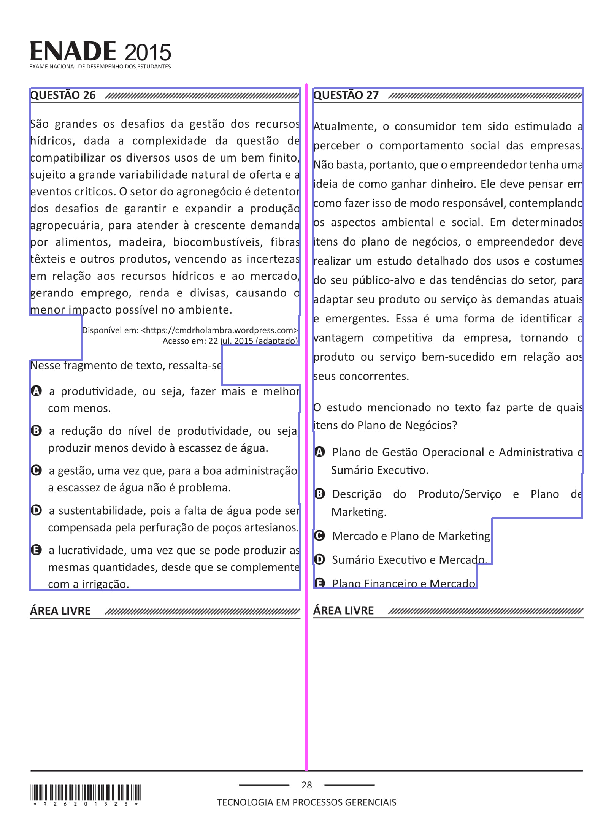 ENADE 2015
EXAME NACIONAL DE DESEMPENHO DOS ESTUDANTES
QUESTÃO 26
São grandes os desafios da gestão dos recursos
hídricos, dada a complexidade da questão de
compatibilizar os diversos usos de um bem finito,
sujeito a grande variabilidade natural de oferta e a
eventos críticos. O setor do agronegócio é detentor
dos desafios de garantir e expandir a produção
agropecuária, para atender à crescente demanda
por alimentos, madeira, biocombustíveis, fibras
têxteis e outros produtos, vencendo as incertezas
em relação aos recursos hídricos e ao mercado,
gerando emprego, renda e divisas, causando o
menor impacto possível no ambiente.
Disponível em: <https://cmdrholambra.wordpress.com>.
Acesso em: 22 jul. 2015 (adaptado).
Nesse fragmento de texto, ressalta-se
A a produtividade, ou seja, fazer mais e melhor
com menos.
B a redução do nível de produtividade, ou seja,
produzir menos devido à escassez de água.
C a gestão, uma vez que, para a boa administração,
a escassez de água não é problema.
D a sustentabilidade, pois a falta de água pode ser
compensada pela perfuração de poços artesianos.
E a lucratividade, uma vez que se pode produzir as
mesmas quantidades, desde que se complemente
com a irrigação.
ÁREA LIVRE
QUESTÃO 27
Atualmente, o consumidor tem sido estimulado a
perceber o comportamento social das empresas.
Não basta, portanto, que o empreendedor tenha uma
ideia de como ganhar dinheiro. Ele deve pensar em
como fazer isso de modo responsável, contemplando
os aspectos ambiental e social. Em determinados
itens do plano de negócios, o empreendedor deve
realizar um estudo detalhado dos usos e costumes
do seu público-alvo e das tendências do setor, para
adaptar seu produto ou serviço às demandas atuais
e emergentes. Essa é uma forma de identificar a
vantagem competitiva da empresa, tornando o
produto ou serviço bem-sucedido em relação aos
seus concorrentes.
O estudo mencionado no texto faz parte de quais
itens do Plano de Negócios?
A Plano de Gestão Operacional e Administrativa e
Sumário Executivo.
B Descrição do Produto/Serviço e Plano de
Marketing.
C Mercado e Plano de Marketing.
D Sumário Executivo e Mercado.
E Plano Financeiro e Mercado.
ÁREA LIVRE
28
TECNOLOGIA EM PROCESSOS GERENCIAIS